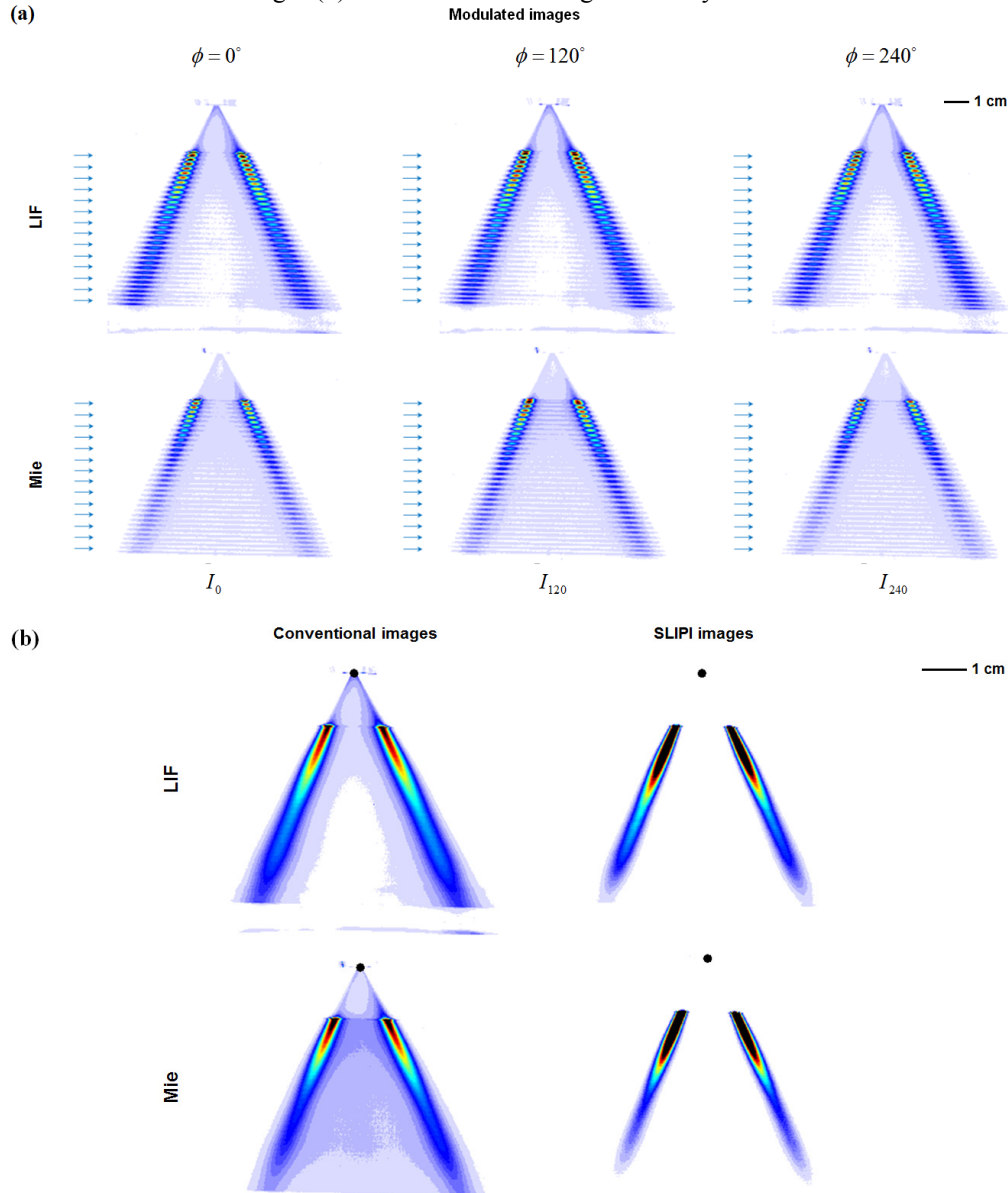 (a)
Modulated images
ϕ = 0° ϕ = 120° ϕ = 240°
1 cm
LIF
Mie
I₀ I₁₂₀ I₂₄₀
(b)
Conventional images SLIPI images
1 cm
LIF
Mie